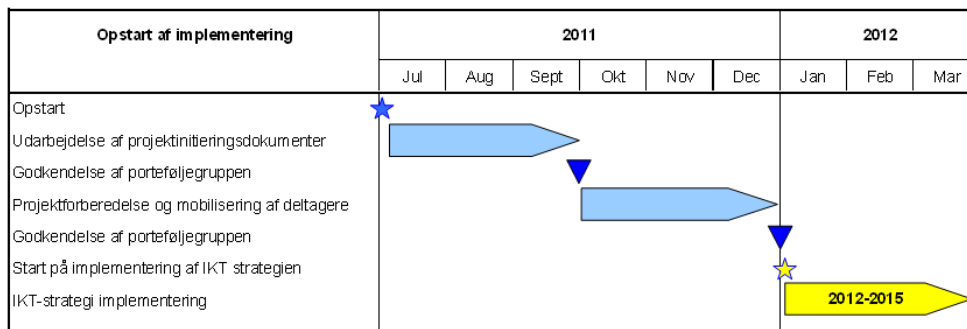 Opstart af implementering 2011 2012
Jul Aug Sept Okt Nov Dec Jan Feb Mar
Opstart
Udarbejdelse af projektinitieringsdokumenter
Godkendelse af porteføljegruppen
Projektforberedelse og mobilisering af deltagere
Godkendelse af porteføljegruppen
Start på implementering af IKT strategien
IKT-strategi implementering 2012-2015